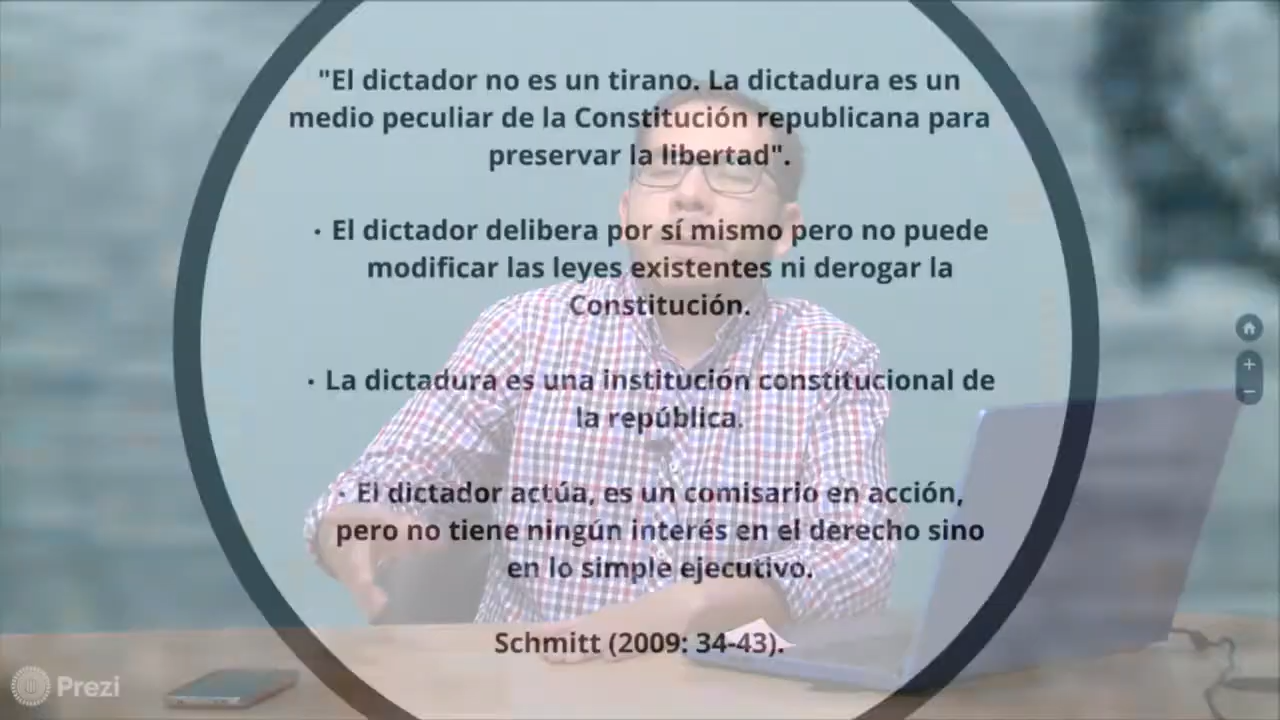 "El dictador no es un tirano. La dictadura es un
medio peculiar de la Constitución republicana para
preservar la libertad".
· El dictador delibera por sí mismo pero no puede
modificar las leyes existentes ni derogar la
Constitución.
· La dictadura es una institución constitucional de
la república.
· El dictador actúa, es un comisario en acción,
pero no tiene ningún interés en el derecho sino
en lo simple ejecutivo.
Schmitt (2009: 34-43).
Prezi